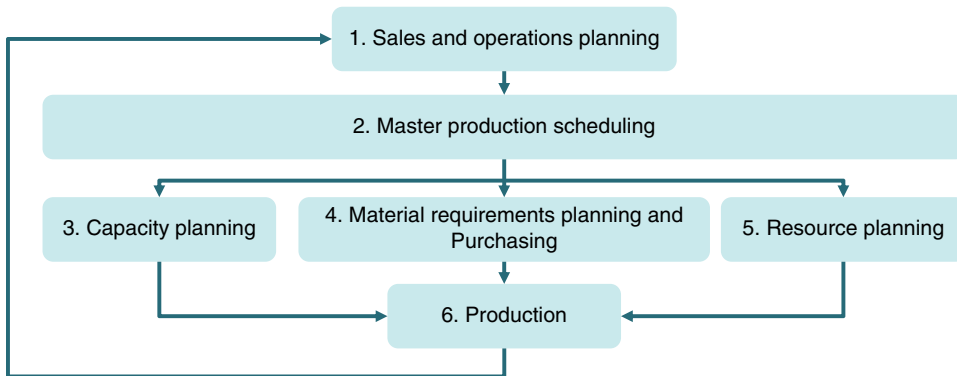 1. Sales and operations planning
2. Master production scheduling
3. Capacity planning
4. Material requirements planning and
Purchasing
5. Resource planning
6. Production